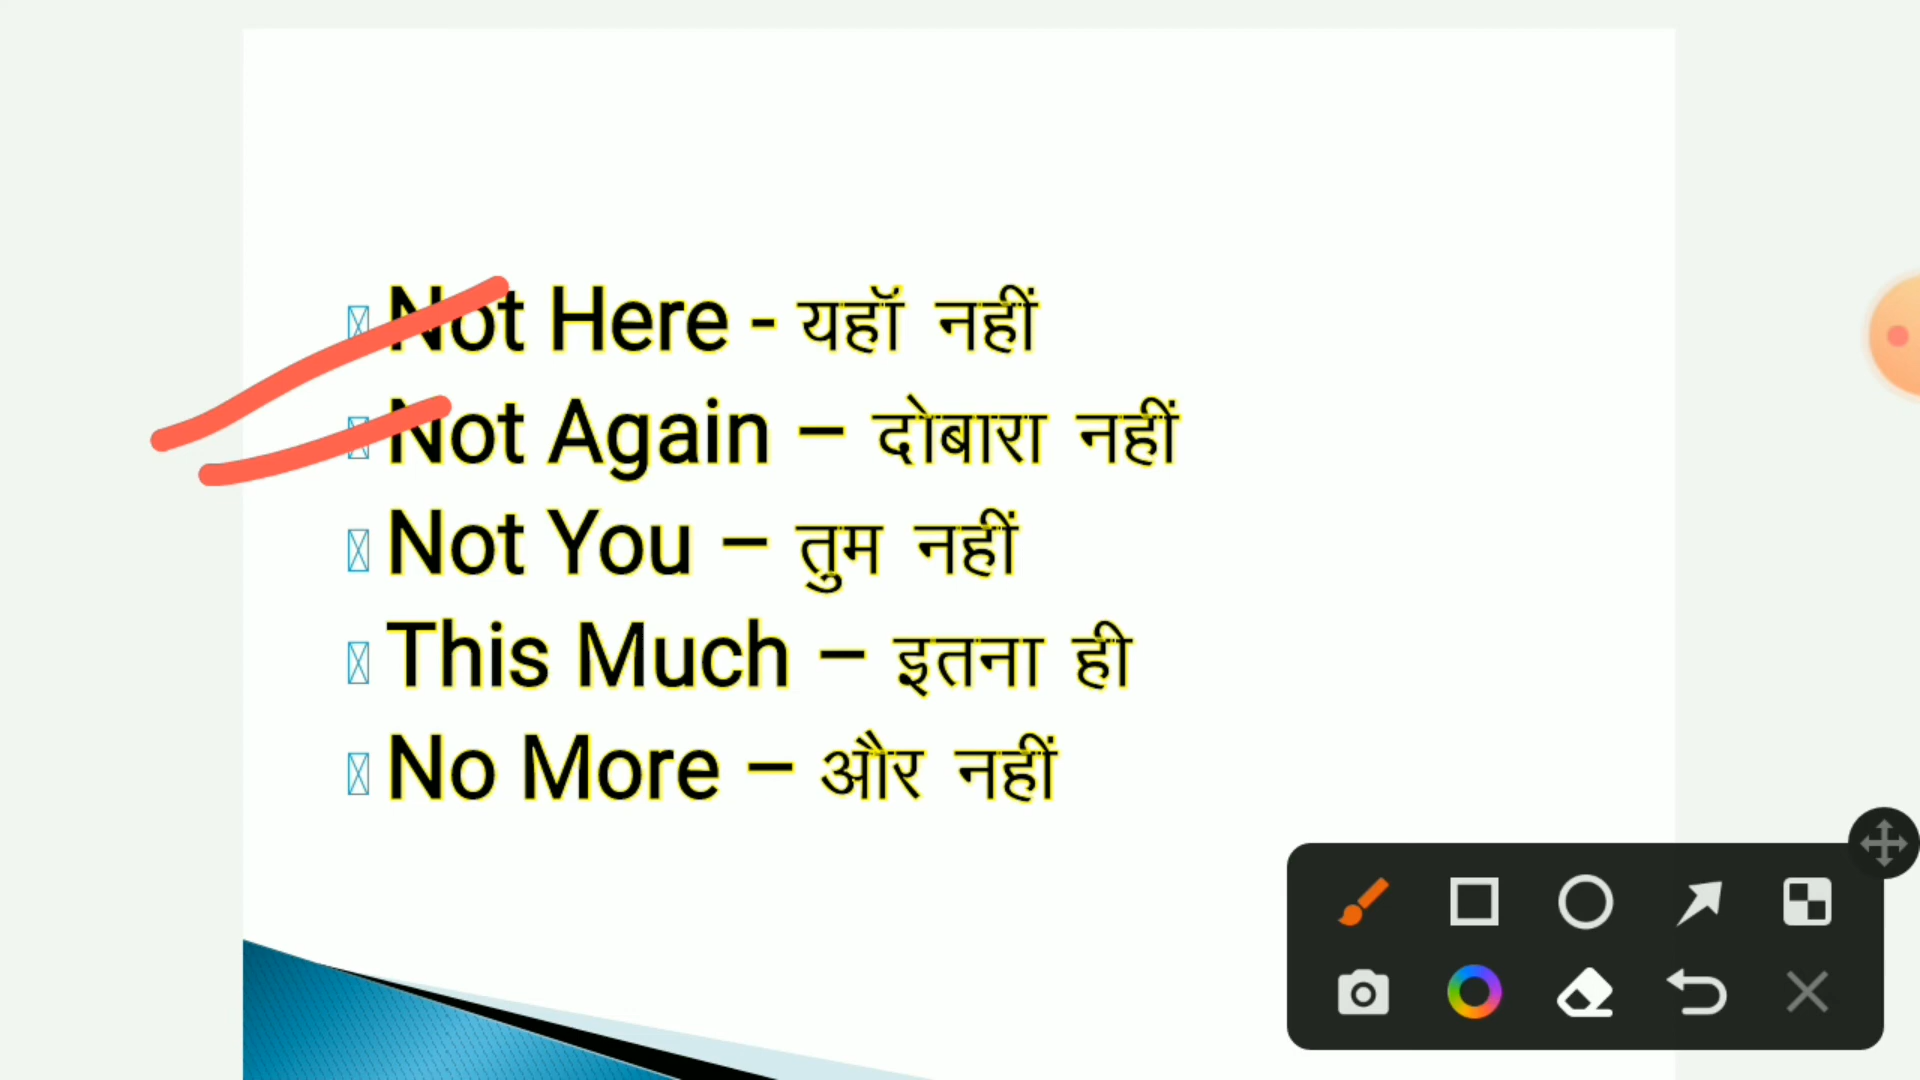 Not Here - यहॉ नहीं
Not Again – दोबारा नहीं
Not You – तुम नहीं
This Much – इतना ही
No More – और नहीं